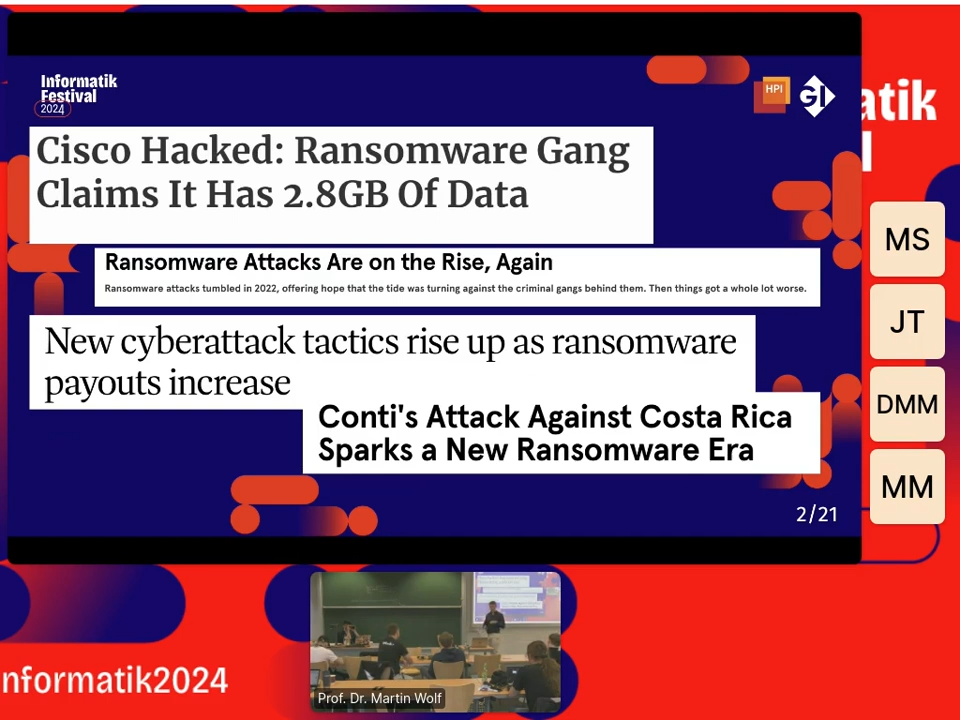 Informatik
Festival
2024
HPI
GI
Cisco Hacked: Ransomware Gang
Claims It Has 2.8GB Of Data
Ransomware Attacks Are on the Rise, Again
Ransomware attacks tumbled in 2022, offering hope that the tide was turning against the criminal gangs behind them. Then things got a whole lot worse.
New cyberattack tactics rise up as ransomware
payouts increase
Conti's Attack Against Costa Rica
Sparks a New Ransomware Era
2/21
atik
l
MS
JT
DMM
MM
nformatik2024
Prof. Dr. Martin Wolf